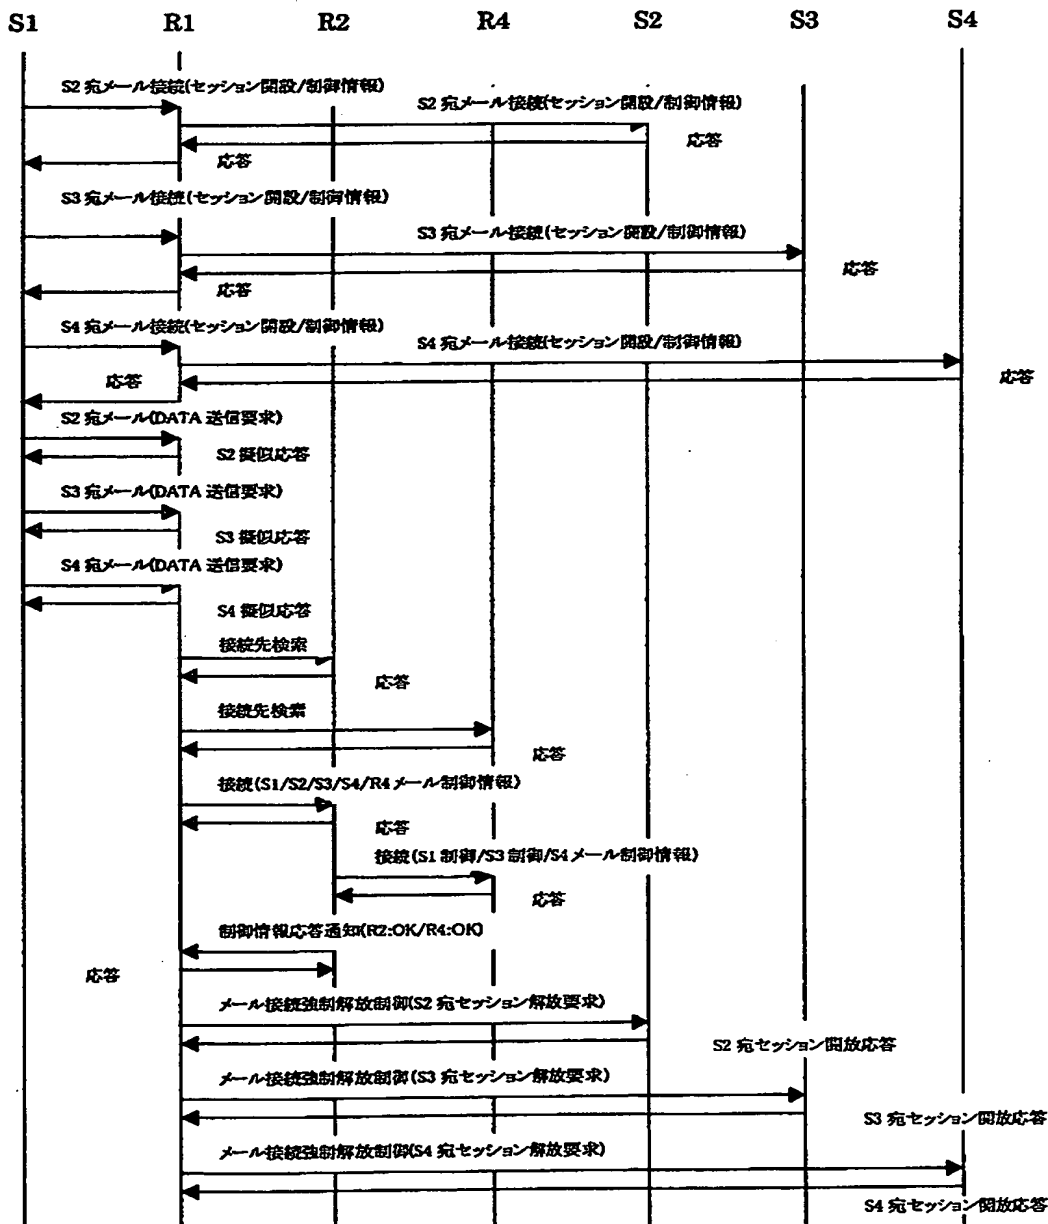 S1 R1 R2 R4 S2 S3 S4
S2 宛メール接続(セッション開設/制御情報)
S2 宛メール接続(セッション開設/制御情報)
応答
応答
S3 宛メール接続(セッション開設/制御情報)
S3 宛メール接続(セッション開設/制御情報)
応答
応答
S4 宛メール接続(セッション開設/制御情報)
S4 宛メール接続(セッション開設/制御情報)
応答
応答
S2 宛メール(DATA 送信要求)
S2 擬似応答
S3 宛メール(DATA 送信要求)
S3 擬似応答
S4 宛メール(DATA 送信要求)
S4 擬似応答
接続先検索
応答
接続先検索
応答
接続(S1/S2/S3/S4/R4メール制御情報)
応答
接続(S1 制御/S3 制御/S4メール制御情報)
応答
制御情報応答通知(R2:OK/R4:OK)
応答
メール接続強制解放制御(S2 宛セッション解放要求)
S2 宛セッション開放応答
メール接続強制解放制御(S3 宛セッション解放要求)
S3 宛セッション開放応答
メール接続強制解放制御(S4 宛セッション解放要求)
S4 宛セッション開放応答